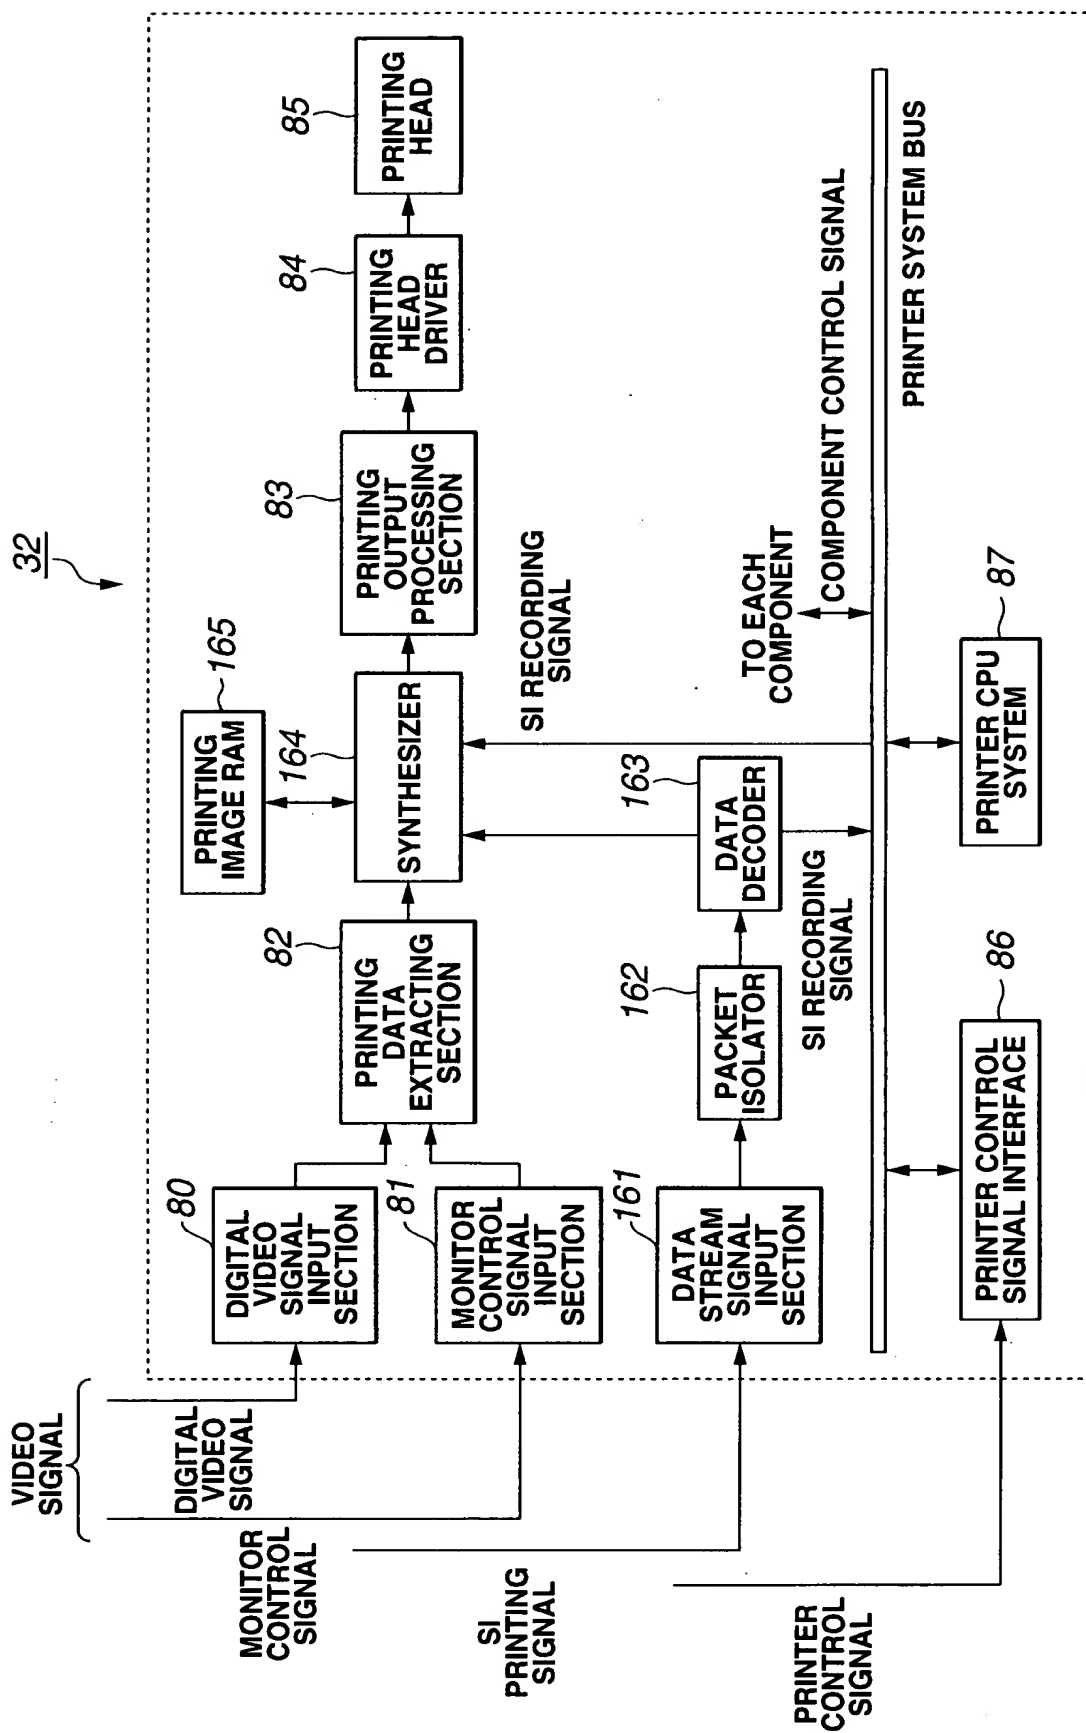 32
VIDEO
SIGNAL
DIGITAL
VIDEO
SIGNAL
MONITOR
CONTROL
SIGNAL
SI
PRINTING
SIGNAL
PRINTER
CONTROL
SIGNAL
80
DIGITAL
VIDEO
SIGNAL
INPUT
SECTION
81
MONITOR
CONTROL
SIGNAL
INPUT
SECTION
161
DATA
STREAM
SIGNAL
INPUT
SECTION
82
PRINTING
DATA
EXTRACTING
SECTION
162
PACKET
ISOLATOR
163
DATA
DECODER
SI RECORDING
SIGNAL
165
PRINTING
IMAGE RAM
164
SYNTHESIZER
SI RECORDING
SIGNAL
83
PRINTING
OUTPUT
PROCESSING
SECTION
84
PRINTING
HEAD
DRIVER
85
PRINTING
HEAD
TO EACH
COMPONENT
COMPONENT CONTROL SIGNAL
PRINTER SYSTEM BUS
86
PRINTER CONTROL
SIGNAL INTERFACE
87
PRINTER CPU
SYSTEM